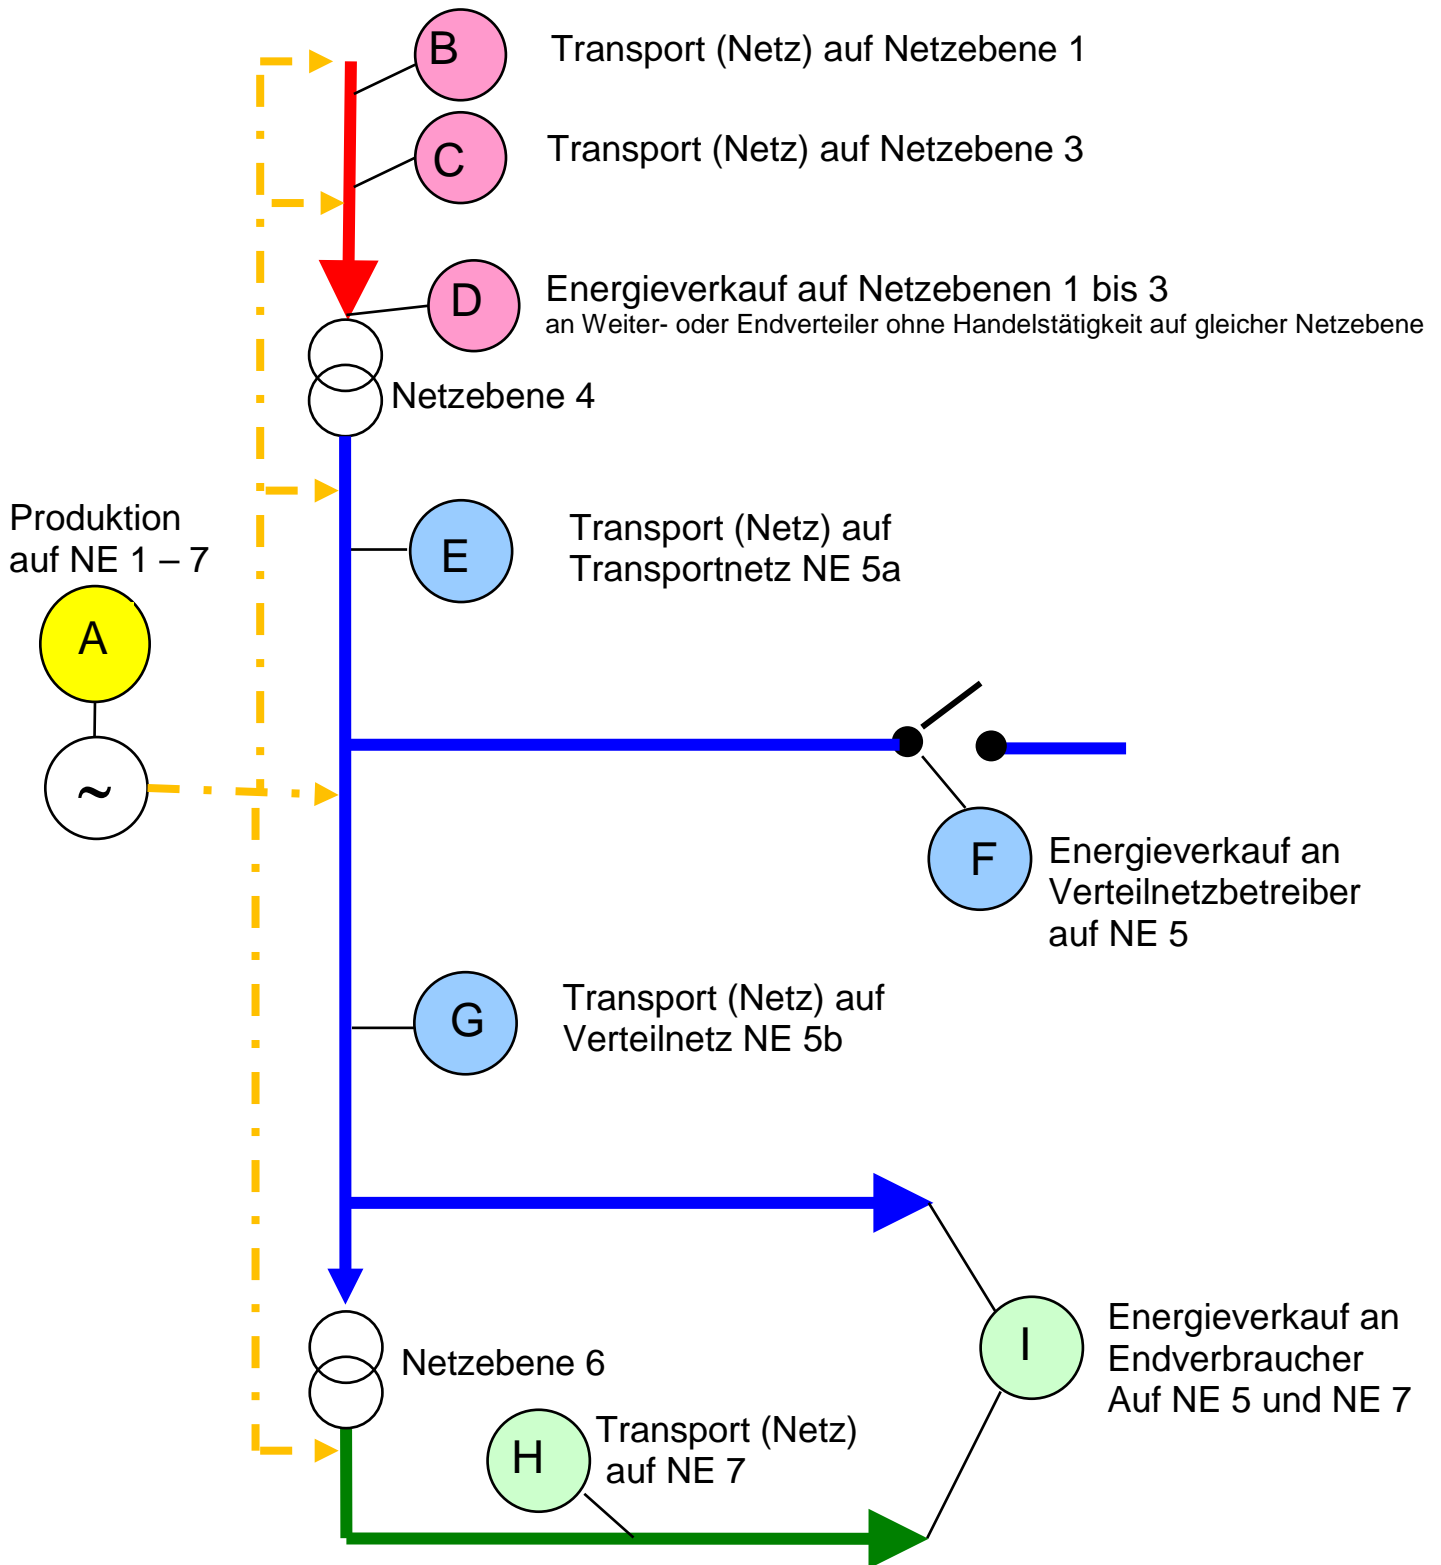 B
Transport (Netz) auf Netzebene 1
C
Transport (Netz) auf Netzebene 3
D
Energieverkauf auf Netzebenen 1 bis 3
an Weiter- oder Endverteiler ohne Handelstätigkeit auf gleicher Netzebene
Netzebene 4
Produktion
auf NE 1 – 7
A
~
E
Transport (Netz) auf
Transportnetz NE 5a
F
Energieverkauf an
Verteilnetzbetreiber
auf NE 5
G
Transport (Netz) auf
Verteilnetz NE 5b
Netzebene 6
I
Energieverkauf an
Endverbraucher
Auf NE 5 und NE 7
H
Transport (Netz)
auf NE 7